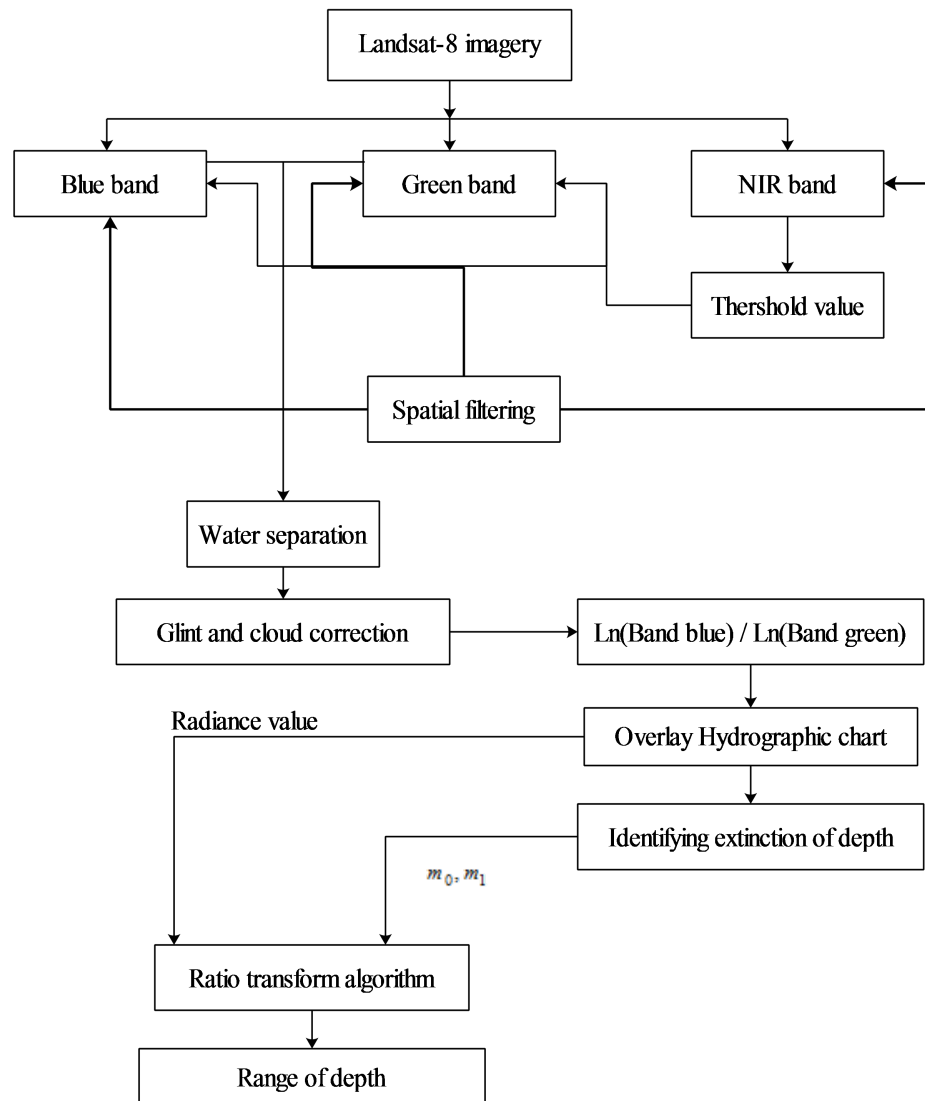 Landsat-8 imagery
Blue band
Green band
NIR band
Thershold value
Spatial filtering
Water separation
Glint and cloud correction
Ln(Band blue) / Ln(Band green)
Radiance value
Overlay Hydrographic chart
Identifying extinction of depth
m₀, m₁
Ratio transform algorithm
Range of depth